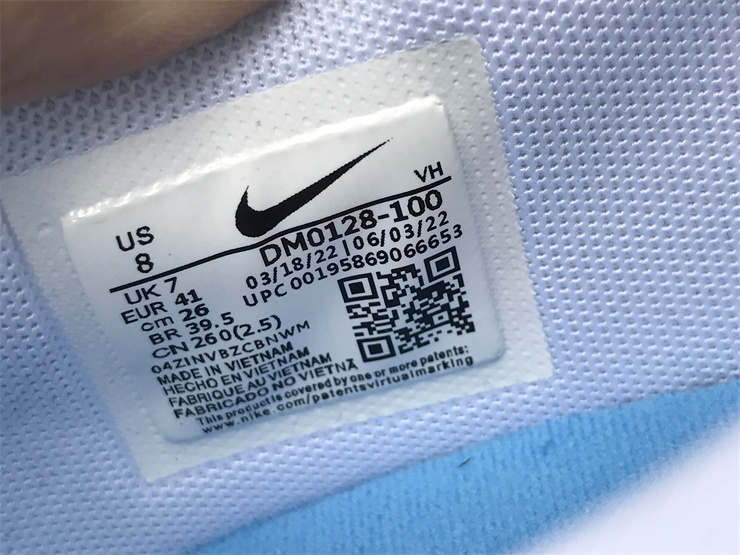 VH
US
8
DM0128-100
03/18/22 | 06/03/22
UPC 00195869066653
UK 7
EUR 41
cm 26
BR 39.5
CN 260(2.5)
04ZINVBZCBNWM
MADE IN VIETNAM
HECHO EN VIETNAM
FABRIQUE AU VIETNAM
FABRICADO NO VIETNÃ
This product is covered by one or more patents:
www.nike.com/patentsvirtualmarking